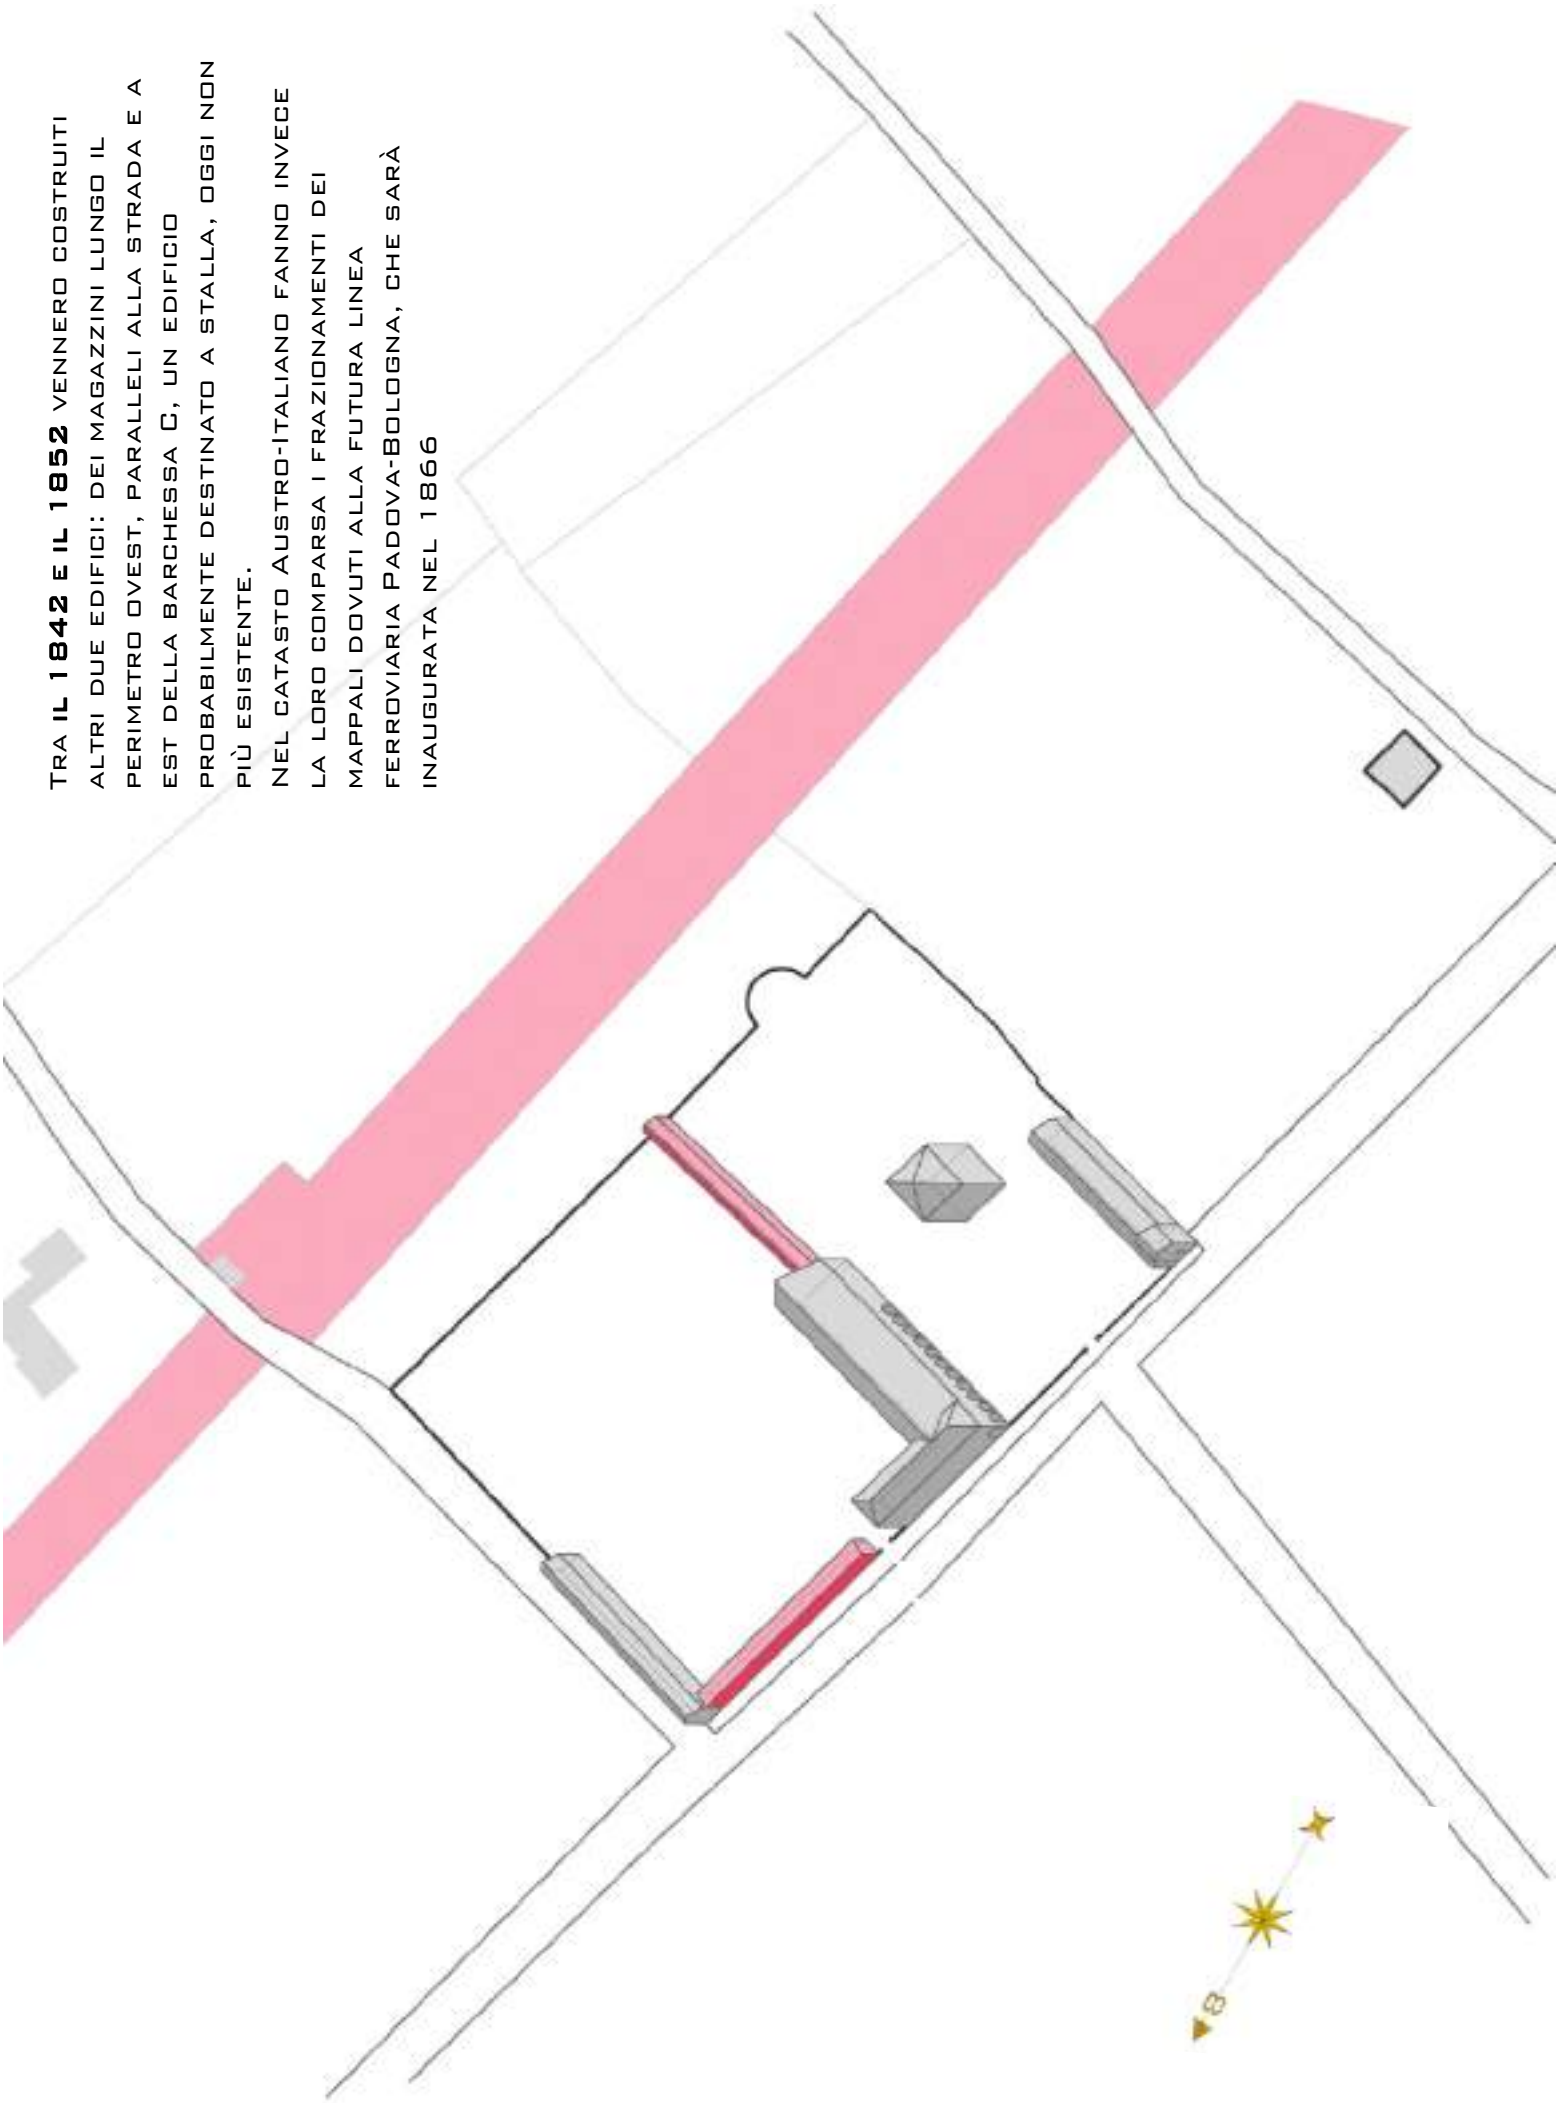 Tra il 1842 e il 1852 vennero costruiti
altri due edifici: dei magazzini lungo il
perimetro ovest, paralleli alla strada e a
est della barchessa C, un edificio
probabilmente destinato a stalla, oggi non
più esistente.
Nel catasto Austro-Italiano fanno invece
la loro comparsa i frazionamenti dei
mappali dovuti alla futura linea
ferroviaria Padova-Bologna, che sarà
inaugurata nel 1866